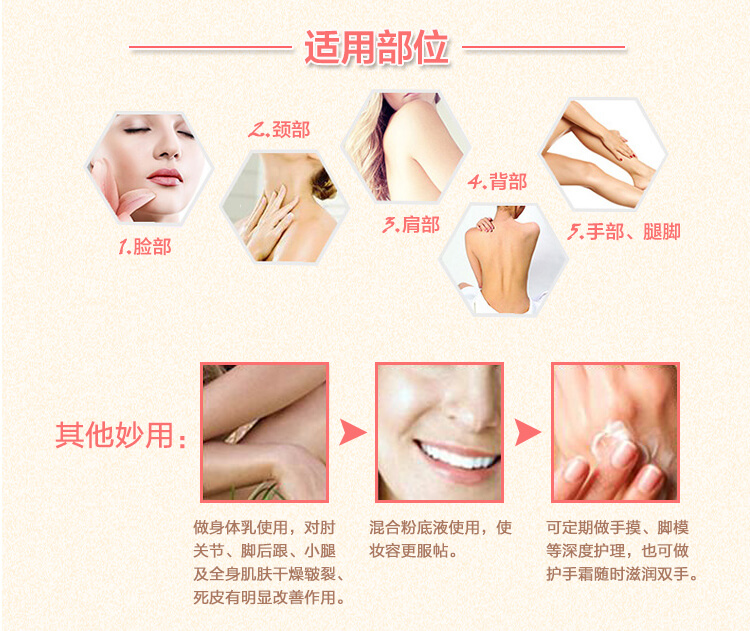 适用部位
1.脸部
2.颈部
3.肩部
4.背部
5.手部、腿脚
其他妙用：
做身体乳使用，对肘
关节、脚后跟、小腿
及全身肌肤干燥皲裂、
死皮有明显改善作用。
混合粉底液使用，使
妆容更服帖。
可定期做手摸、脚模
等深度护理，也可做
护手霜随时滋润双手。